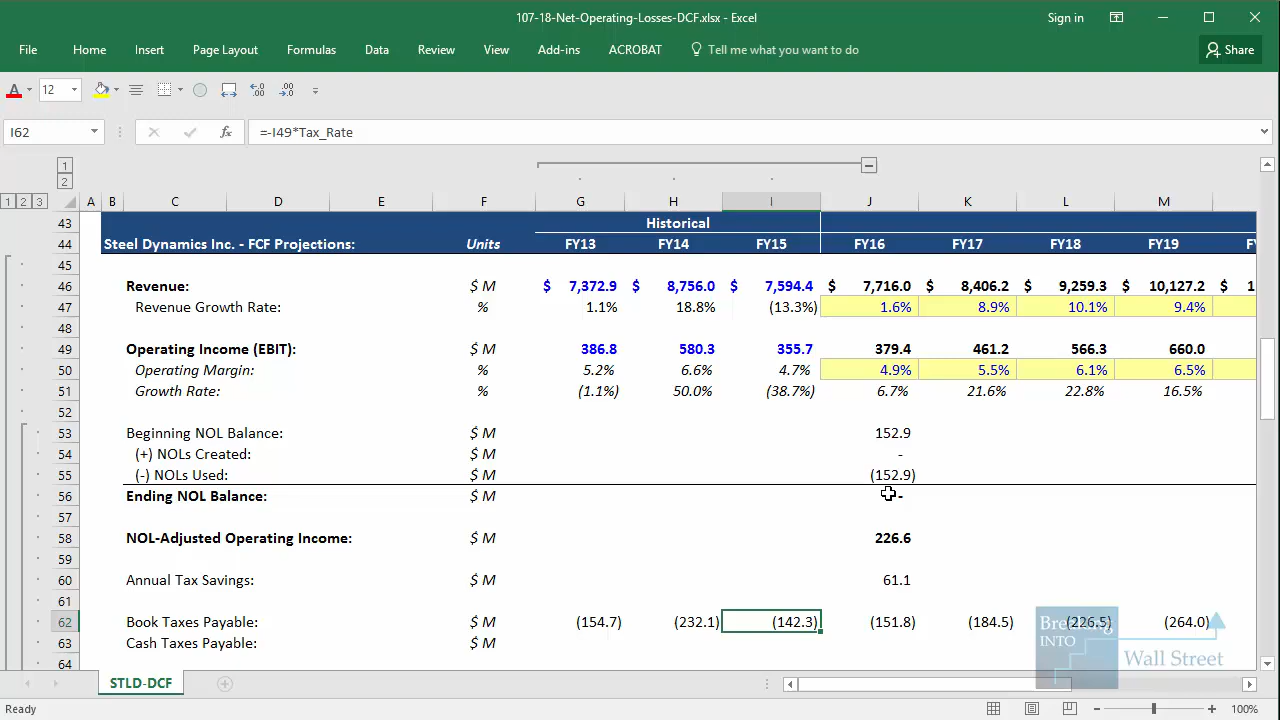 107-18-Net-Operating-Losses-DCF.xlsx - Excel
Sign in
File Home Insert Page Layout Formulas Data Review View Add-ins ACROBAT Tell me what you want to do Share
12
I62 =-I49*Tax_Rate
1
2
1 2 3 A B C D E F G H I J K L M
43 Historical
44 Steel Dynamics Inc. - FCF Projections: Units FY13 FY14 FY15 FY16 FY17 FY18 FY19
45
46 Revenue: $ M $ 7,372.9 $ 8,756.0 $ 7,594.4 $ 7,716.0 $ 8,406.2 $ 9,259.3 $ 10,127.2 $
47 Revenue Growth Rate: % 1.1% 18.8% (13.3%) 1.6% 8.9% 10.1% 9.4%
48
49 Operating Income (EBIT): $ M 386.8 580.3 355.7 379.4 461.2 566.3 660.0
50 Operating Margin: % 5.2% 6.6% 4.7% 4.9% 5.5% 6.1% 6.5%
51 Growth Rate: % (1.1%) 50.0% (38.7%) 6.7% 21.6% 22.8% 16.5%
52
53 Beginning NOL Balance: $ M 152.9
54 (+) NOLs Created: $ M -
55 (-) NOLs Used: $ M (152.9)
56 Ending NOL Balance: $ M -
57
58 NOL-Adjusted Operating Income: $ M 226.6
59
60 Annual Tax Savings: $ M 61.1
61
62 Book Taxes Payable: $ M (154.7) (232.1) (142.3) (151.8) (184.5) (226.5) (264.0)
63 Cash Taxes Payable: $ M
64
Breaking
INTO
Wall Street
STLD-DCF
Ready 100%